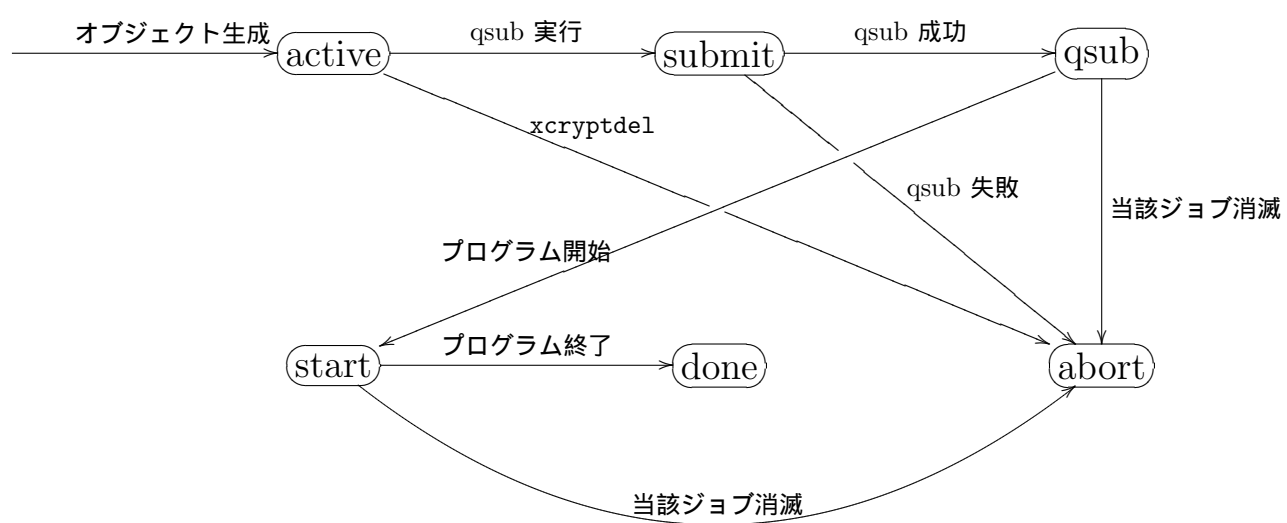 オブジェクト生成
active
qsub 実行
submit
qsub 成功
qsub
xcryptdel
qsub 失敗
当該ジョブ消滅
プログラム開始
start
プログラム終了
done
abort
当該ジョブ消滅